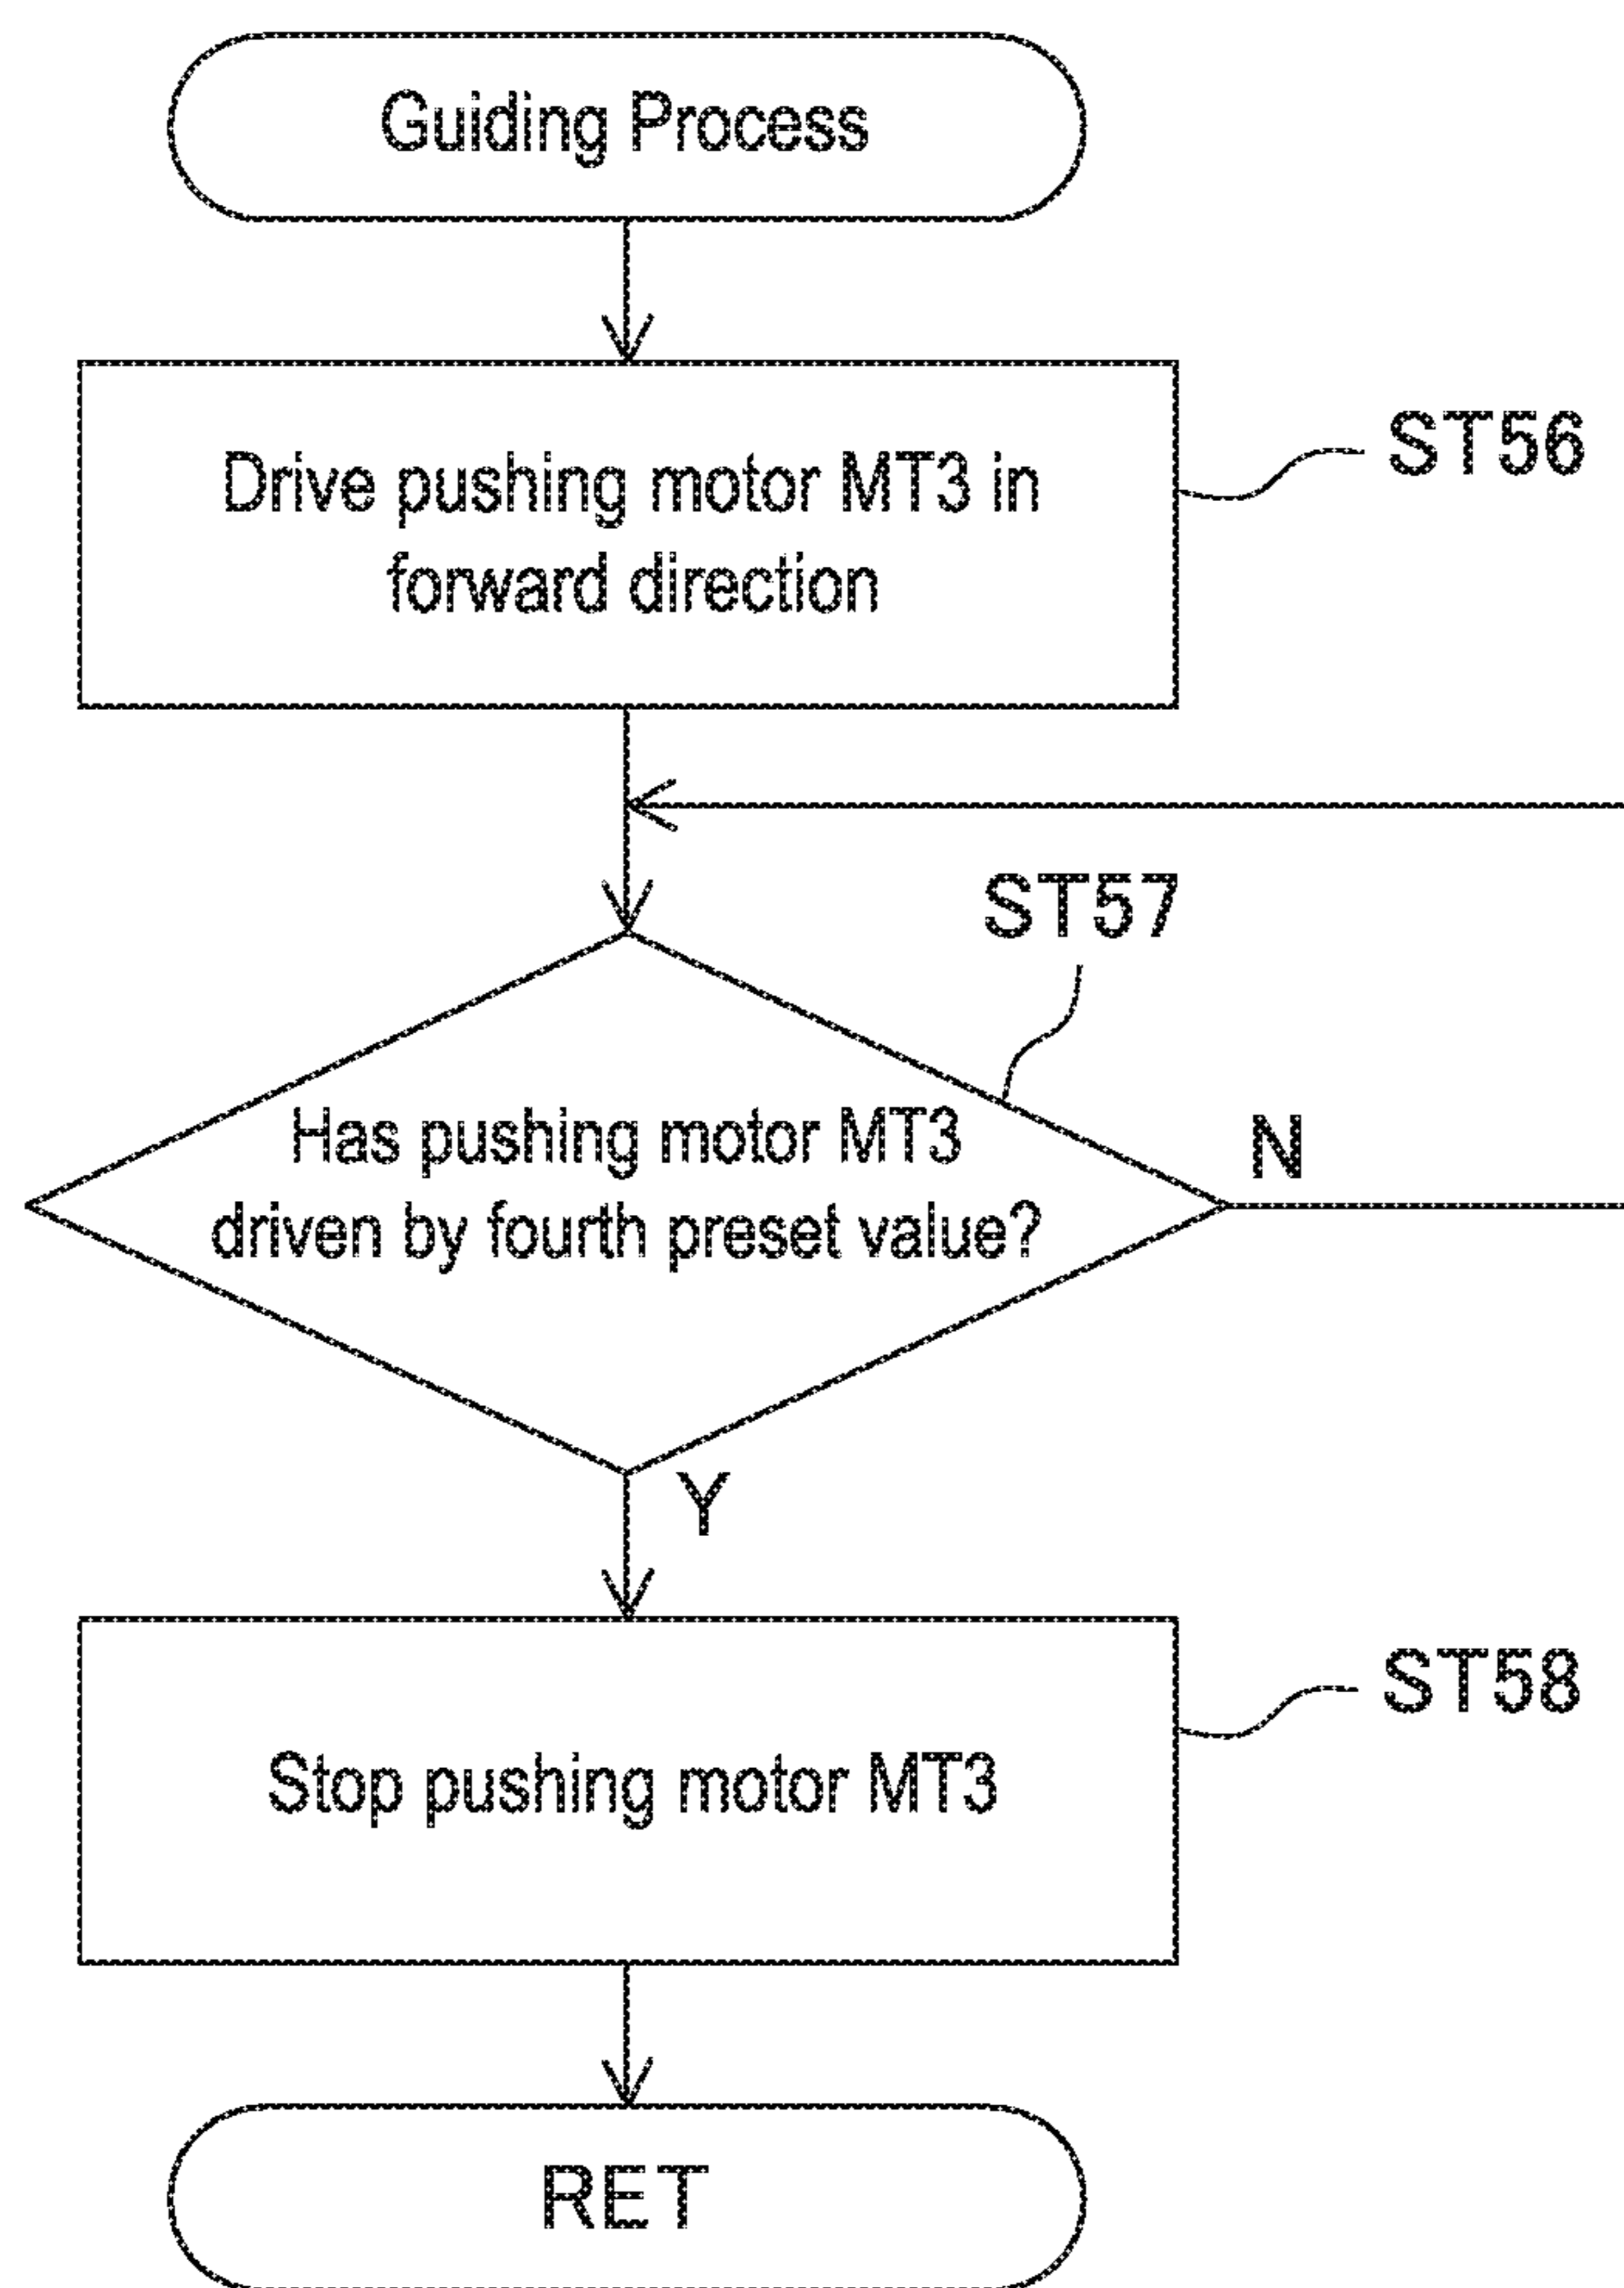 Guiding Process
Drive pushing motor MT3 in
forward direction
ST56
ST57
Has pushing motor MT3
driven by fourth preset value?
N
Y
Stop pushing motor MT3
ST58
RET